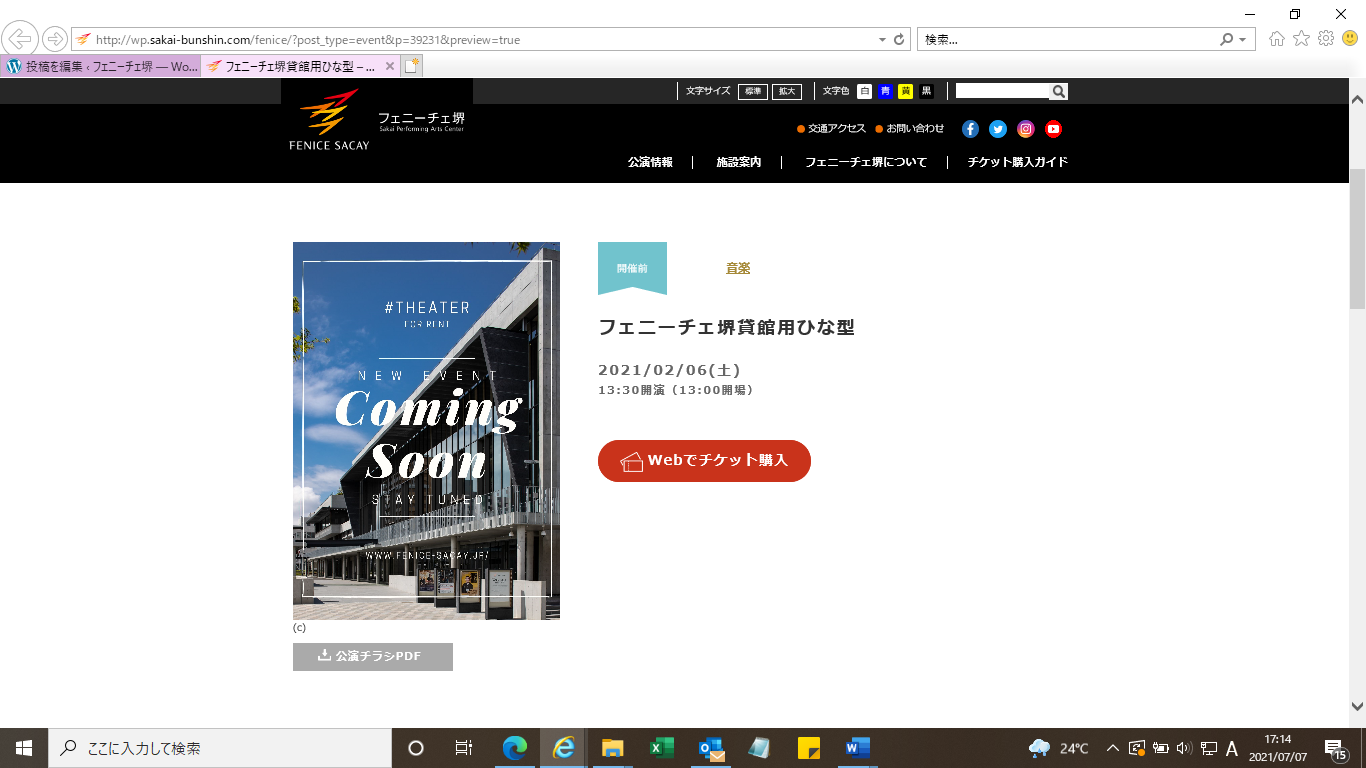 http://wp.sakai-bunshin.com/fenice/?post_type=event&p=39231&preview=true
検索...
投稿を編集 ‹ フェニーチェ堺 — Wo...
フェニーチェ堺貸館用ひな型 – ...
文字サイズ 標準 拡大 文字色 白 青 黄 黒
フェニーチェ堺
Sakai Performing Arts Center
FENICE SACAY
交通アクセス お問い合わせ
公演情報 施設案内 フェニーチェ堺について チケット購入ガイド
#THEATER
FOR RENT
NEW EVENT
Coming
Soon
STAY TUNED
WWW.FENICE-SACAY.JP/
(c)
公演チラシPDF
開催前
音楽
フェニーチェ堺貸館用ひな型
2021/02/06(土)
13:30開演（13:00開場）
Webでチケット購入
ここに入力して検索
24℃
A
17:14
2021/07/07
15